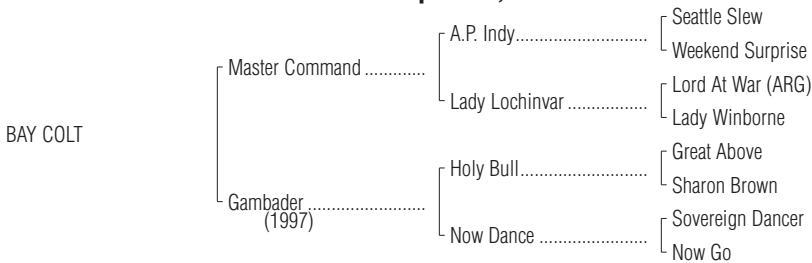 Seattle Slew
A.P. Indy
Weekend Surprise
Master Command
Lord At War (ARG)
Lady Lochinvar
Lady Winborne
BAY COLT
Great Above
Holy Bull
Sharon Brown
Gambader
(1997)
Sovereign Dancer
Now Dance
Now Go